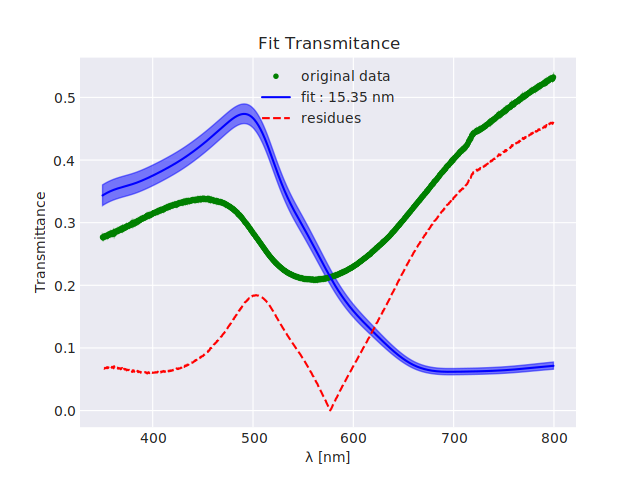 Fit Transmitance
original data
fit : 15.35 nm
residues
Transmittance
0.5
0.4
0.3
0.2
0.1
0.0
400 500 600 700 800
λ [nm]